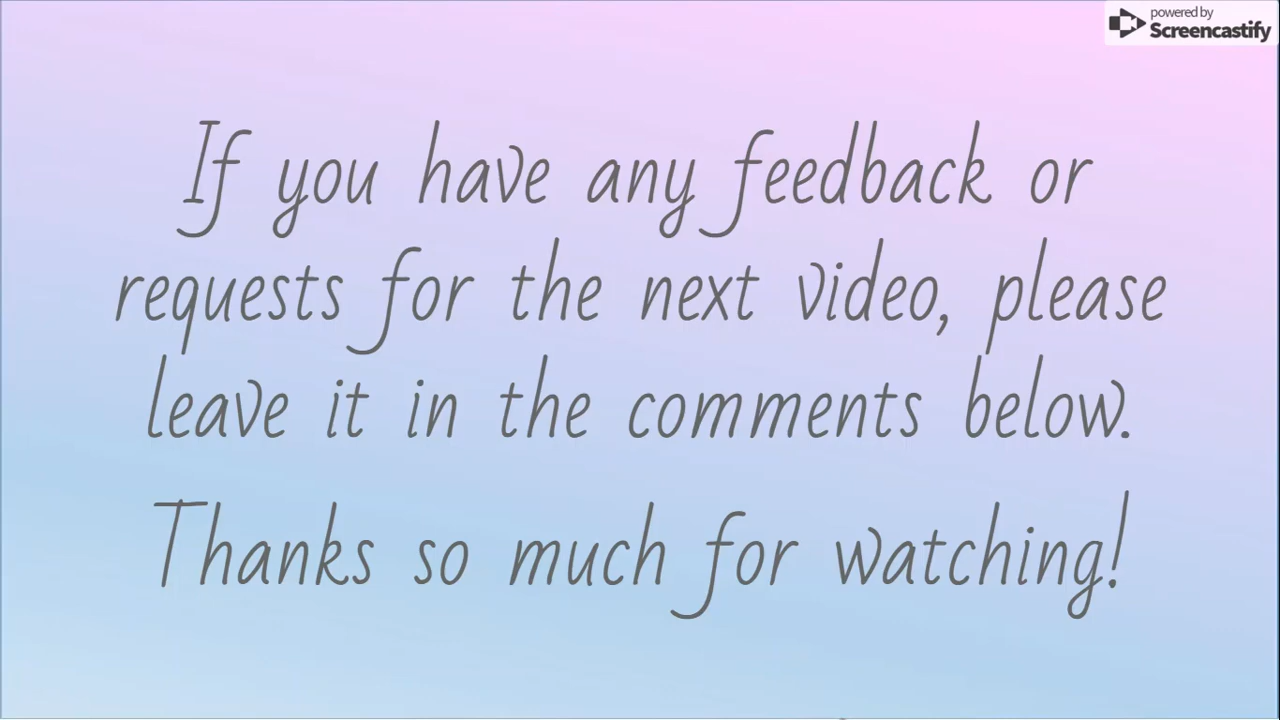 powered by
Screencastify
If you have any feedback or
requests for the next video, please
leave it in the comments below.
Thanks so much for watching!